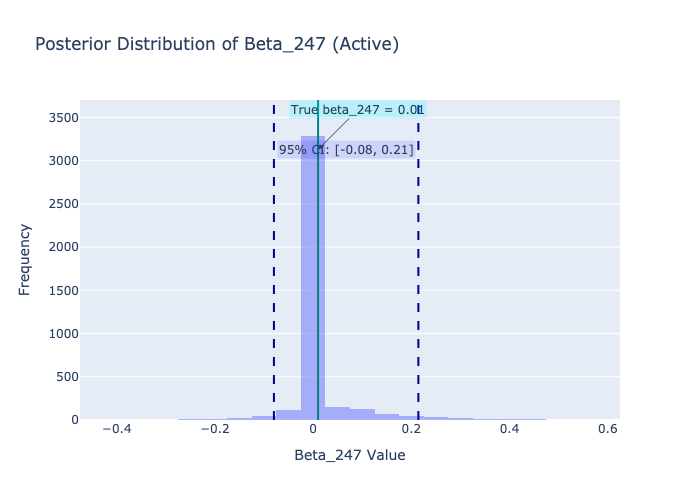 Posterior Distribution of Beta_247 (Active)
True beta_247 = 0.01
95% CI: [-0.08, 0.21]
Frequency
3500
3000
2500
2000
1500
1000
500
0
−0.4
−0.2
0
0.2
0.4
0.6
Beta_247 Value